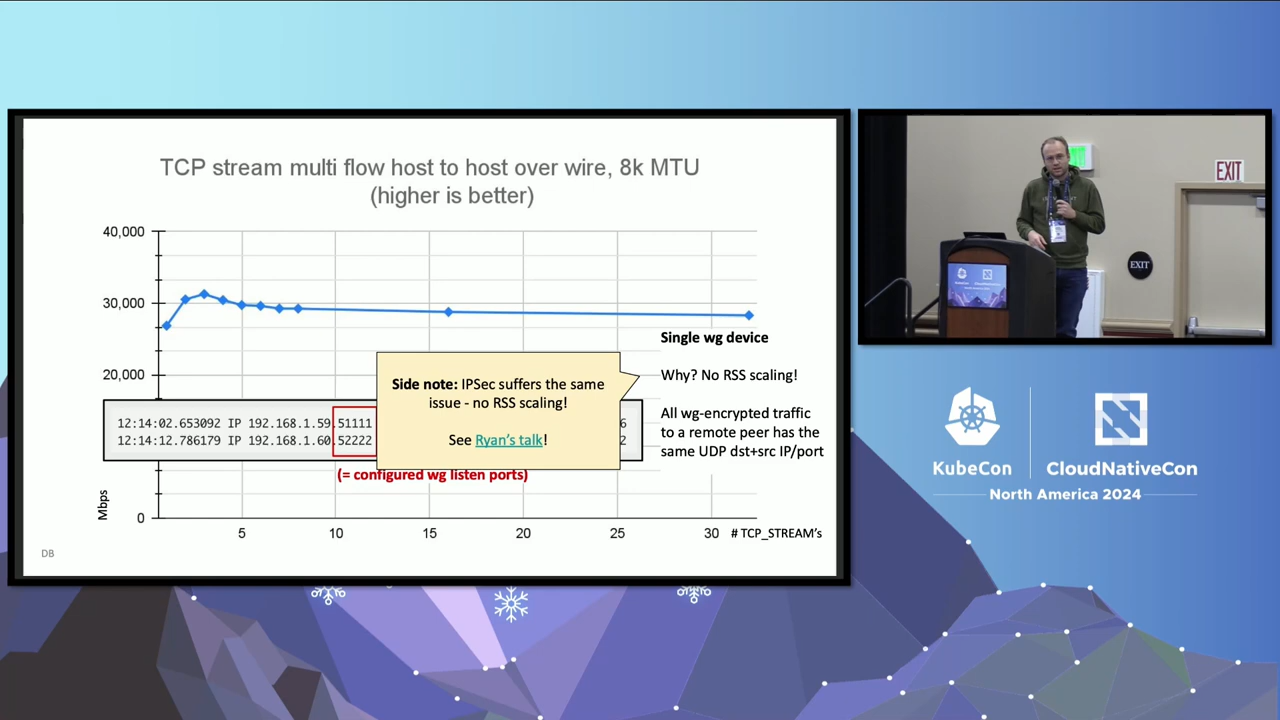 TCP stream multi flow host to host over wire, 8k MTU
(higher is better)
40,000
30,000
20,000
0
Mbps
5
10
15
20
25
30
# TCP_STREAM's
Single wg device
Why? No RSS scaling!
All wg-encrypted traffic
to a remote peer has the
same UDP dst+src IP/port
12:14:02.653092 IP 192.168.1.59.51111
6
12:14:12.786179 IP 192.168.1.60.52222
2
Side note: IPSec suffers the same
issue - no RSS scaling!
See Ryan's talk!
(= configured wg listen ports)
DB
EXIT
EXIT
KubeCon
CloudNativeCon
North America 2024